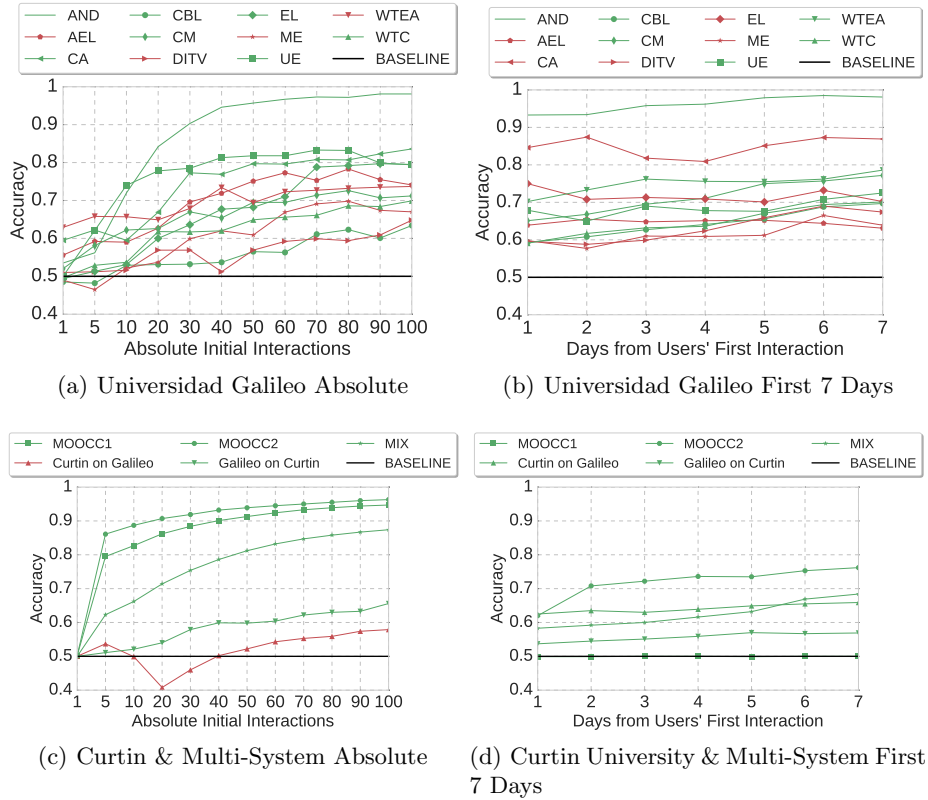 AND CBL EL WTEA
AEL CM ME WTC
CA DITV UE BASELINE
1
0.9
0.8
0.7
0.6
0.5
0.4
Accuracy
1 5 10 20 30 40 50 60 70 80 90 100
Absolute Initial Interactions
(a) Universidad Galileo Absolute
AND CBL EL WTEA
AEL CM ME WTC
CA DITV UE BASELINE
1
0.9
0.8
0.7
0.6
0.5
0.4
Accuracy
1 2 3 4 5 6 7
Days from Users' First Interaction
(b) Universidad Galileo First 7 Days
MOOCC1 MOOCC2 MIX
Curtin on Galileo Galileo on Curtin BASELINE
1
0.9
0.8
0.7
0.6
0.5
0.4
Accuracy
1 5 10 20 30 40 50 60 70 80 90 100
Absolute Initial Interactions
(c) Curtin & Multi-System Absolute
MOOCC1 MOOCC2 MIX
Curtin on Galileo Galileo on Curtin BASELINE
1
0.9
0.8
0.7
0.6
0.5
0.4
Accuracy
1 2 3 4 5 6 7
Days from Users' First Interaction
(d) Curtin University & Multi-System First
7 Days